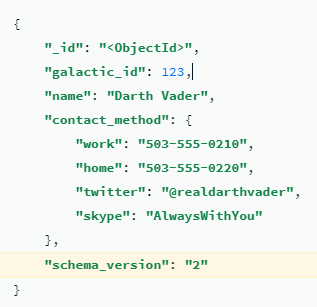 {
    "_id": "<ObjectId>",
    "galactic_id": 123,
    "name": "Darth Vader",
    "contact_method": {
        "work": "503-555-0210",
        "home": "503-555-0220",
        "twitter": "@realdarthvader",
        "skype": "AlwaysWithYou"
    },
    "schema_version": "2"
}